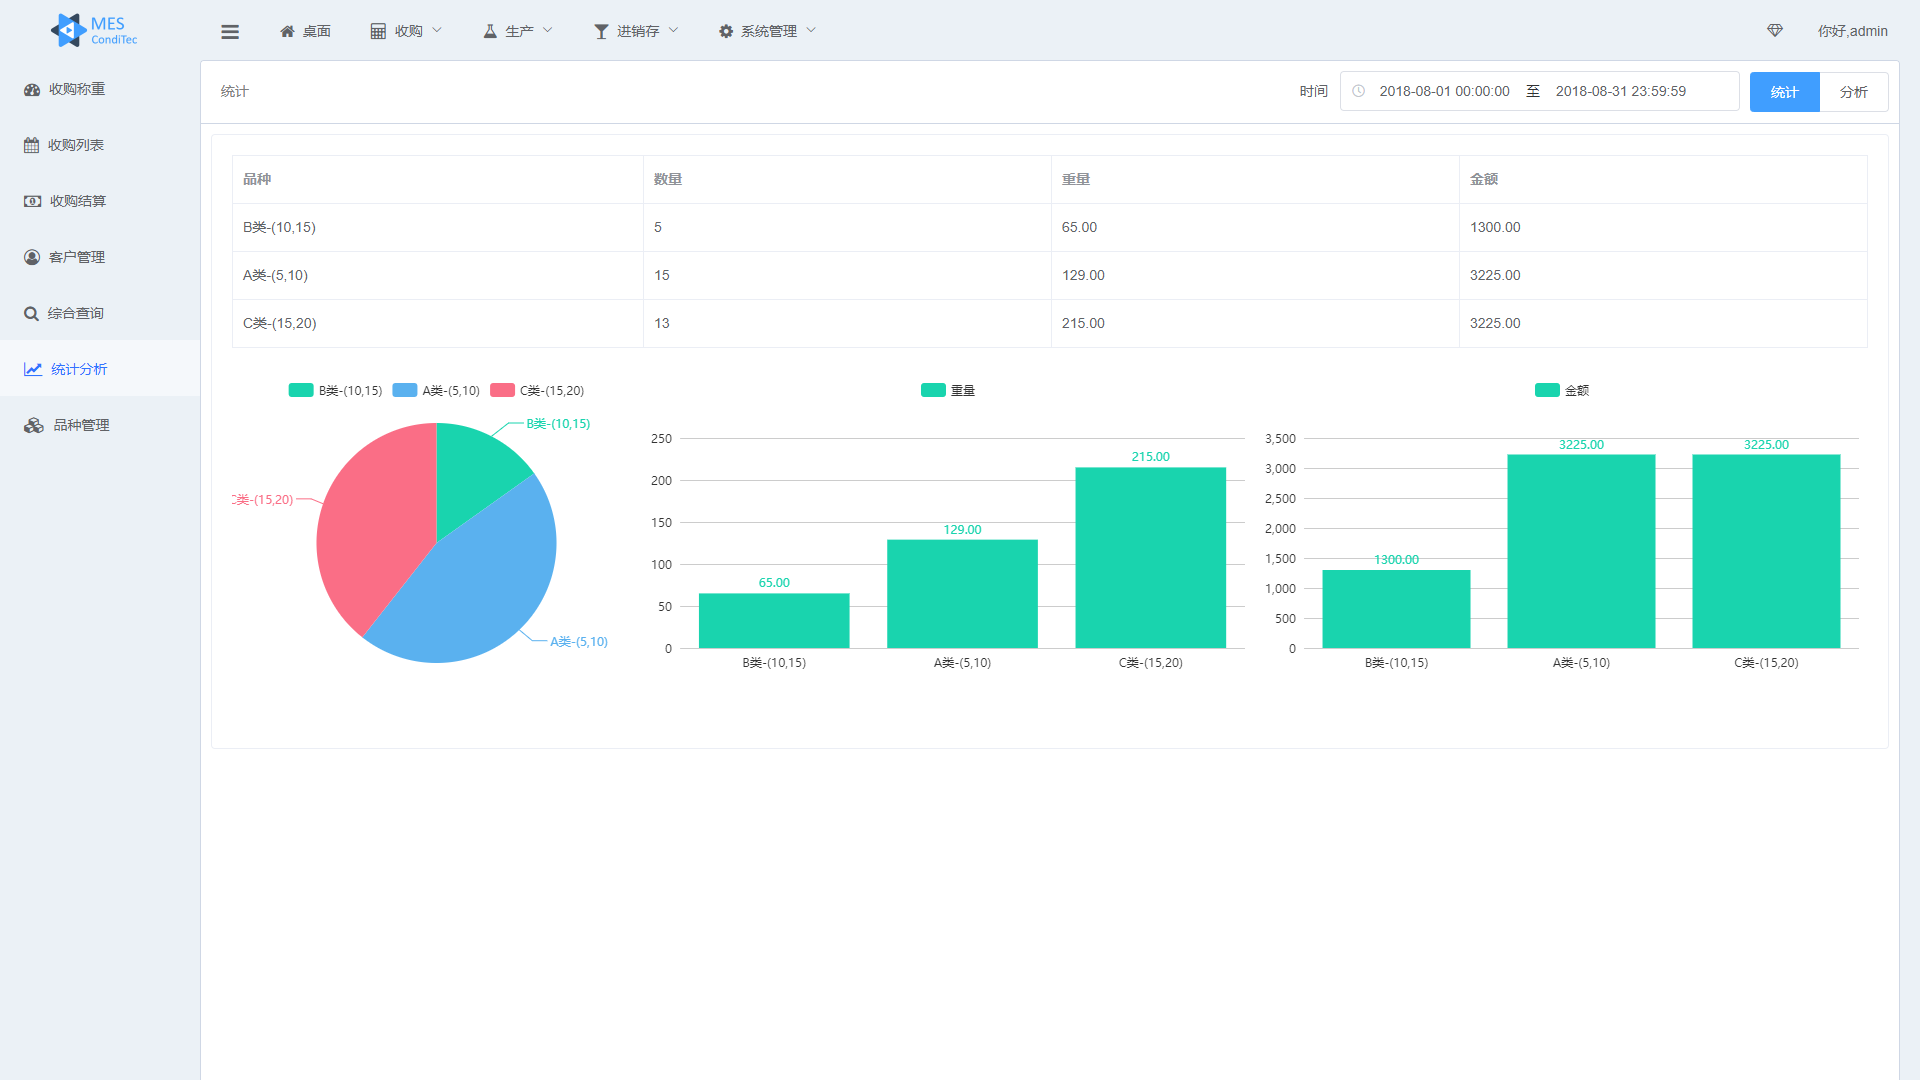 MES
CondiTec
桌面 收购 生产 进销存 系统管理 你好,admin
收购称重
收购列表
收购结算
客户管理
综合查询
统计分析
品种管理
统计 时间 2018-08-01 00:00:00 至 2018-08-31 23:59:59 统计 分析
品种 数量 重量 金额
B类-(10,15) 5 65.00 1300.00
A类-(5,10) 15 129.00 3225.00
C类-(15,20) 13 215.00 3225.00
B类-(10,15) A类-(5,10) C类-(15,20)
B类-(10,15)
C类-(15,20)
A类-(5,10)
重量
250
200
150
100
50
0
65.00
129.00
215.00
B类-(10,15) A类-(5,10) C类-(15,20)
金额
3,500
3,000
2,500
2,000
1,500
1,000
500
0
1300.00
3225.00
3225.00
B类-(10,15) A类-(5,10) C类-(15,20)